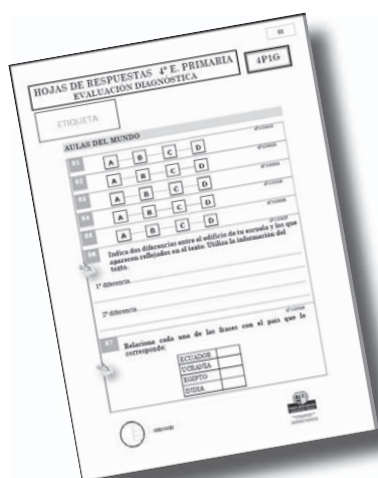 HOJAS DE RESPUESTAS 4º E. PRIMARIA
EVALUACIÓN DIAGNÓSTICA
4P1G
ETIQUETA
AULAS DEL MUNDO
01 A B C D
02 A B C D
03 A B C D
04 A B C D
05 A B C D
06 Indica dos diferencias entre el edificio de tu escuela y los que
aparecen reflejados en el texto. Utiliza la información del
texto.
1ª diferencia
2ª diferencia
07 Relaciona cada una de las frases con el país que le
corresponde:
ECUADOR
UCRANIA
EGIPTO
INDIA